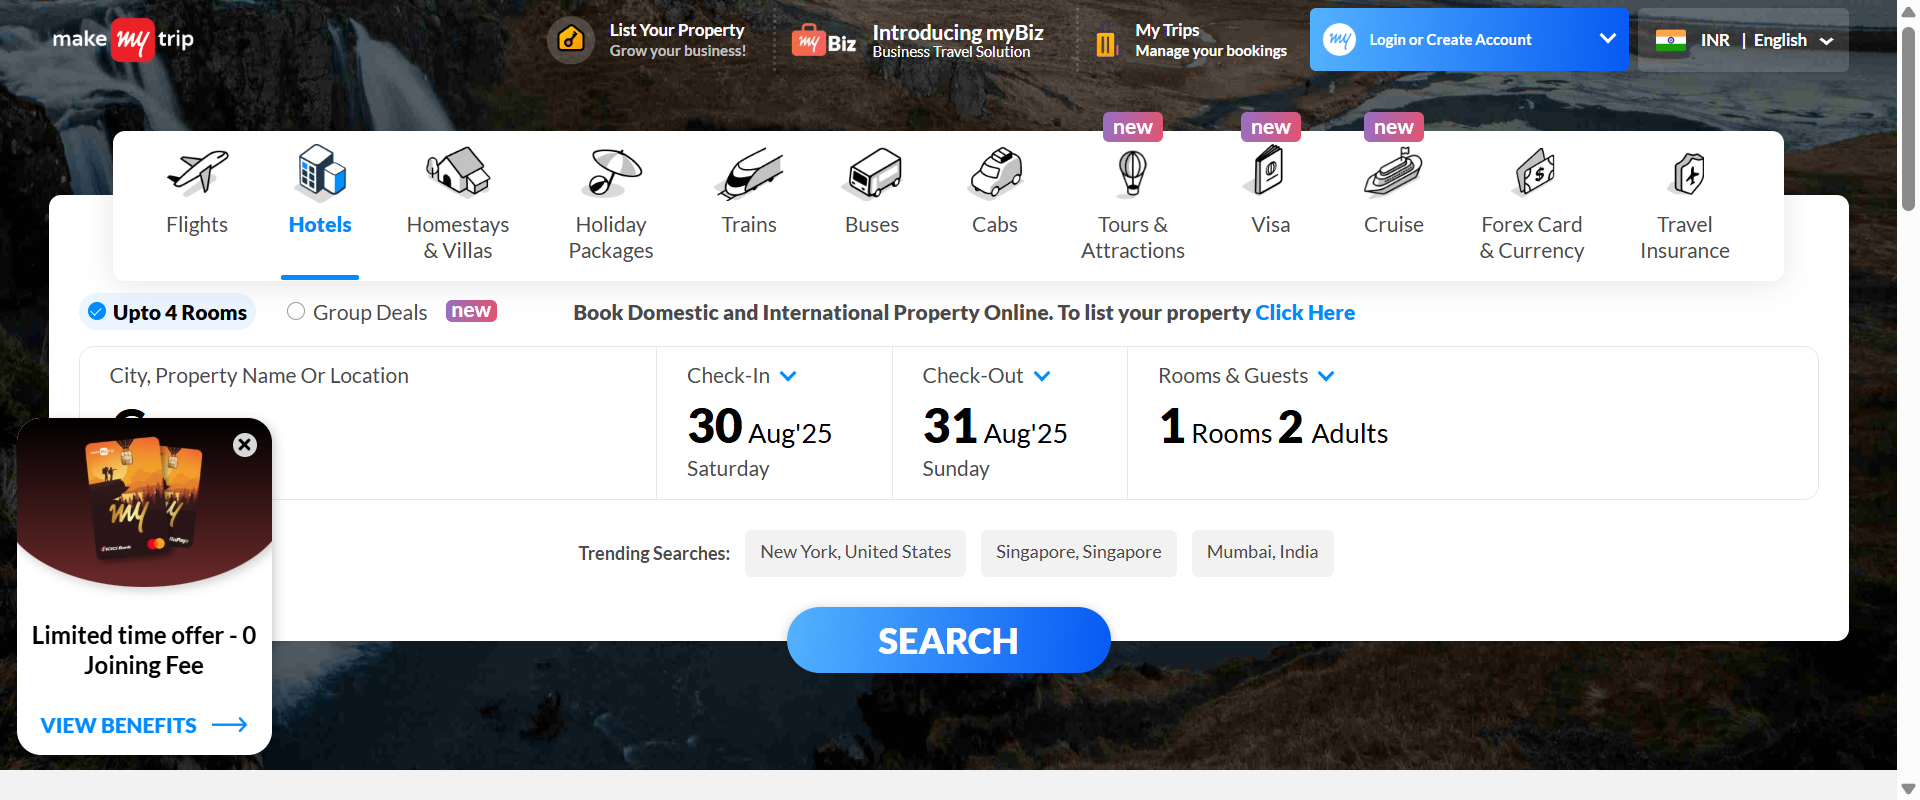 make my trip
List Your Property
Grow your business!
my Biz
Introducing myBiz
Business Travel Solution
My Trips
Manage your bookings
my Login or Create Account
INR | English
new
new
new
Flights
Hotels
Homestays
& Villas
Holiday
Packages
Trains
Buses
Cabs
Tours &
Attractions
Visa
Cruise
Forex Card
& Currency
Travel
Insurance
Upto 4 Rooms
Group Deals
new
Book Domestic and International Property Online. To list your property Click Here
City, Property Name Or Location
Check-In
30 Aug'25
Saturday
Check-Out
31 Aug'25
Sunday
Rooms & Guests
1 Rooms 2 Adults
Trending Searches:
New York, United States
Singapore, Singapore
Mumbai, India
SEARCH
my
ICICI Bank
RuPay
Limited time offer - 0
Joining Fee
VIEW BENEFITS